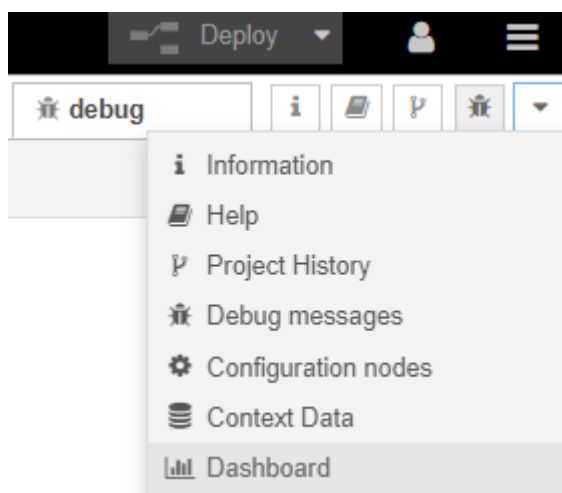 Deploy
debug
Information
Help
Project History
Debug messages
Configuration nodes
Context Data
Dashboard